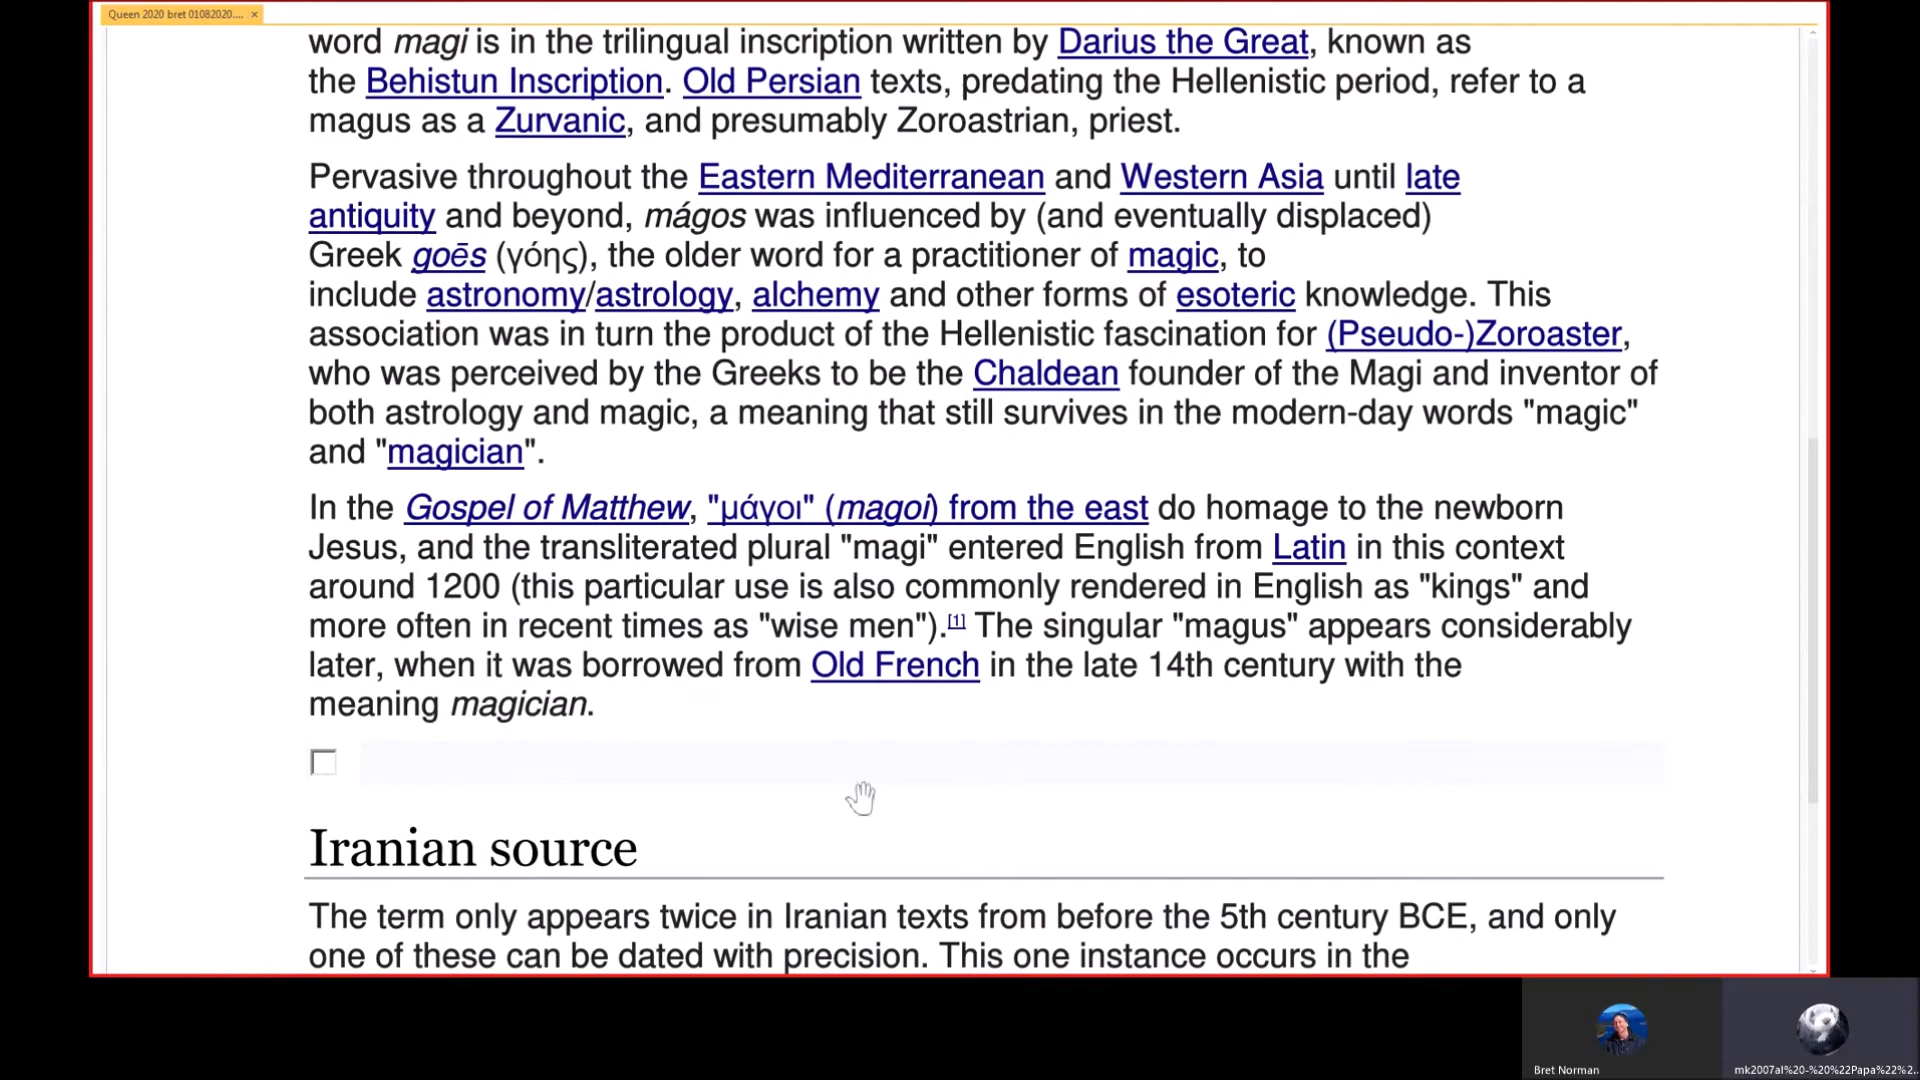 Queen 2020 bret 01082020.... ×
word magi is in the trilingual inscription written by Darius the Great, known as
the Behistun Inscription. Old Persian texts, predating the Hellenistic period, refer to a
magus as a Zurvanic, and presumably Zoroastrian, priest.
Pervasive throughout the Eastern Mediterranean and Western Asia until late
antiquity and beyond, mágos was influenced by (and eventually displaced)
Greek goēs (γόης), the older word for a practitioner of magic, to
include astronomy/astrology, alchemy and other forms of esoteric knowledge. This
association was in turn the product of the Hellenistic fascination for (Pseudo-)Zoroaster,
who was perceived by the Greeks to be the Chaldean founder of the Magi and inventor of
both astrology and magic, a meaning that still survives in the modern-day words "magic"
and "magician".
In the Gospel of Matthew, "μάγοι" (magoi) from the east do homage to the newborn
Jesus, and the transliterated plural "magi" entered English from Latin in this context
around 1200 (this particular use is also commonly rendered in English as "kings" and
more often in recent times as "wise men").[1] The singular "magus" appears considerably
later, when it was borrowed from Old French in the late 14th century with the
meaning magician.
Iranian source
The term only appears twice in Iranian texts from before the 5th century BCE, and only
one of these can be dated with precision. This one instance occurs in the
Bret Norman
mk2007al%20-%20%22Papa%22%2...